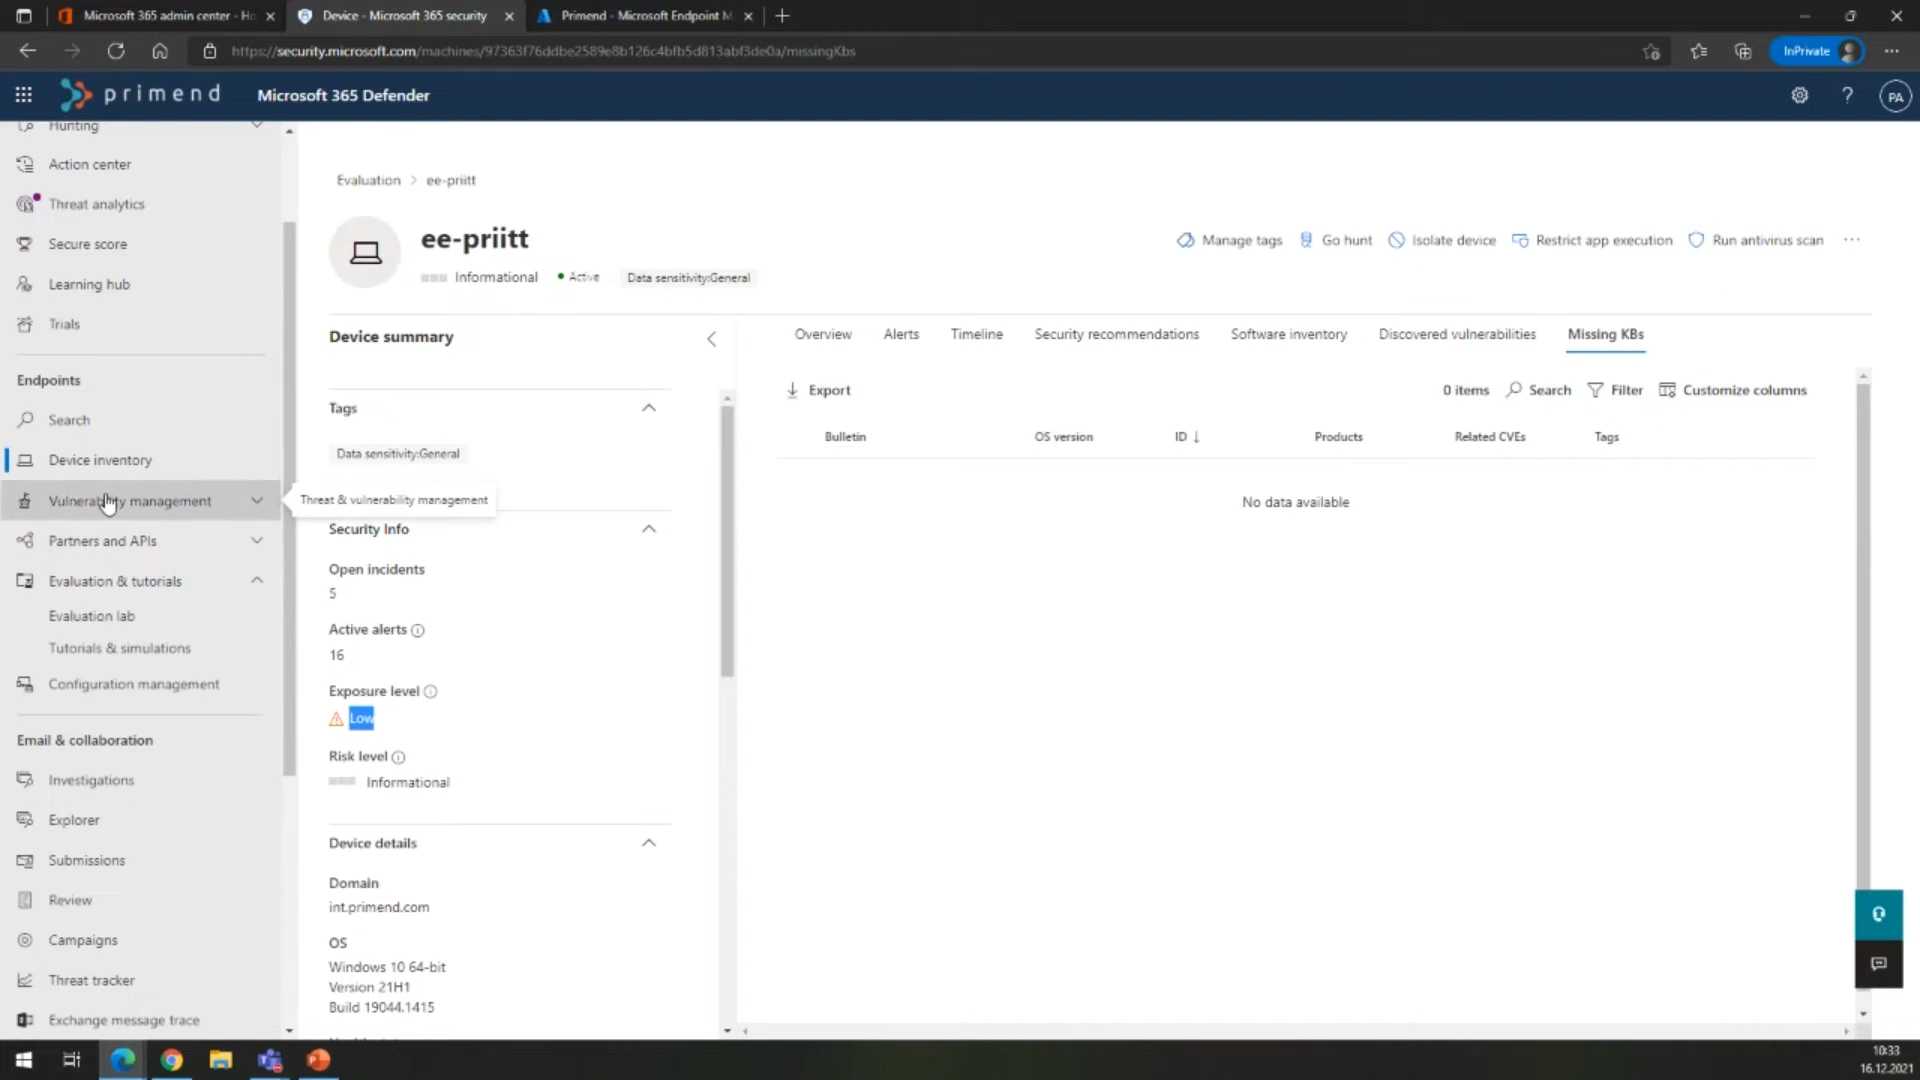 Microsoft 365 admin center - Ho
Device - Microsoft 365 security
Primend - Microsoft Endpoint M
https://security.microsoft.com/machines/97363f76ddbe2589e8b126c4bfb5d813abf3de0a/missingKbs
InPrivate
primend
Microsoft 365 Defender
?
PA
Hunting
Action center
Threat analytics
Secure score
Learning hub
Trials
Endpoints
Search
Device inventory
Vulnerability management
Threat & vulnerability management
Partners and APIs
Evaluation & tutorials
Evaluation lab
Tutorials & simulations
Configuration management
Email & collaboration
Investigations
Explorer
Submissions
Review
Campaigns
Threat tracker
Exchange message trace
Evaluation > ee-priitt
ee-priitt
Informational
Active
Data sensitivity:General
Manage tags
Go hunt
Isolate device
Restrict app execution
Run antivirus scan
Device summary
Tags
Data sensitivity:General
Security Info
Open incidents
5
Active alerts
16
Exposure level
Low
Risk level
Informational
Device details
Domain
int.primend.com
OS
Windows 10 64-bit
Version 21H1
Build 19044.1415
Overview
Alerts
Timeline
Security recommendations
Software inventory
Discovered vulnerabilities
Missing KBs
Export
0 items
Search
Filter
Customize columns
Bulletin
OS version
ID ↓
Products
Related CVEs
Tags
No data available
10:33
16.12.2021